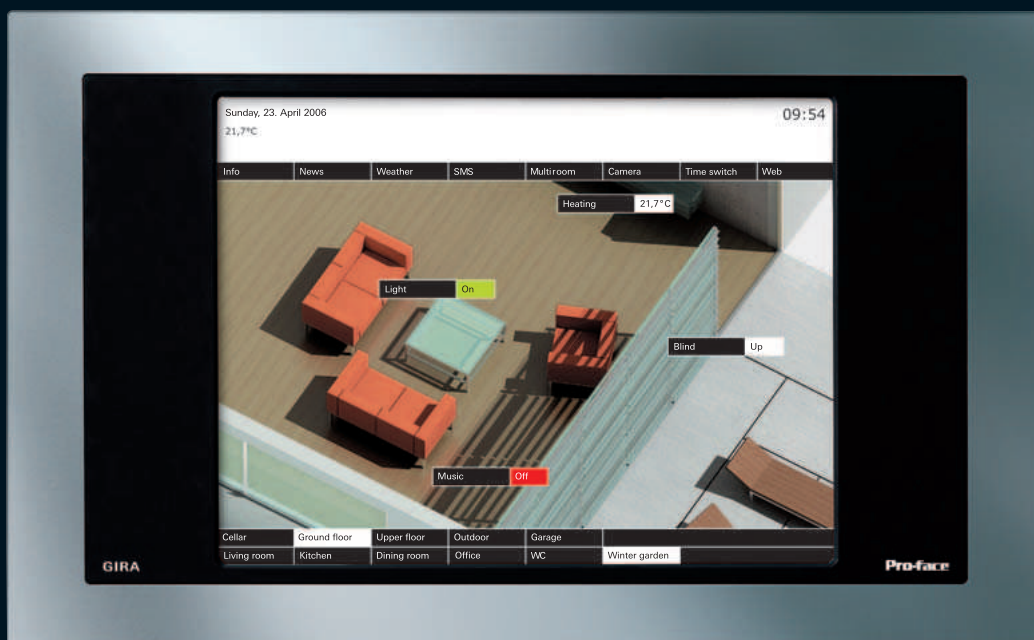 Sunday, 23. April 2006
09:54
21,7°C
Info News Weather SMS Multiroom Camera Time switch Web
Heating 21,7°C
Light On
Blind Up
Music Off
Cellar Ground floor Upper floor Outdoor Garage
Living room Kitchen Dining room Office WC Winter garden
GIRA
Pro-face